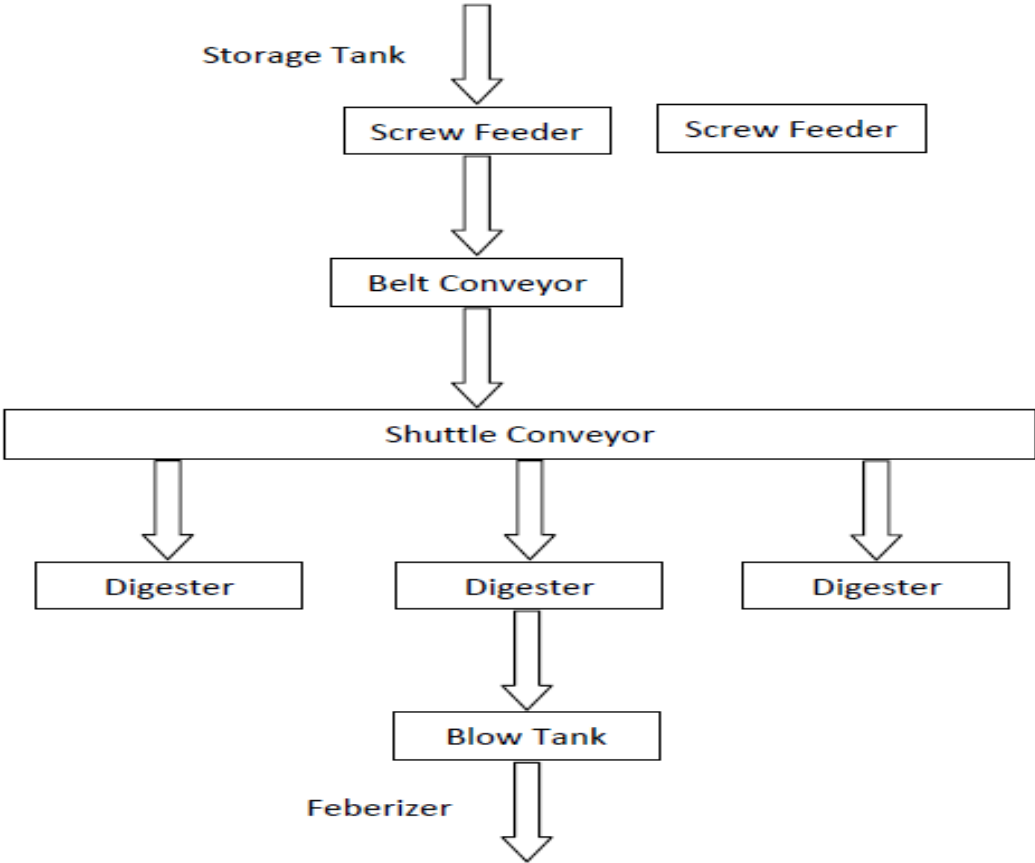 Storage Tank
Screw Feeder
Screw Feeder
Belt Conveyor
Shuttle Conveyor
Digester
Digester
Digester
Blow Tank
Feberizer